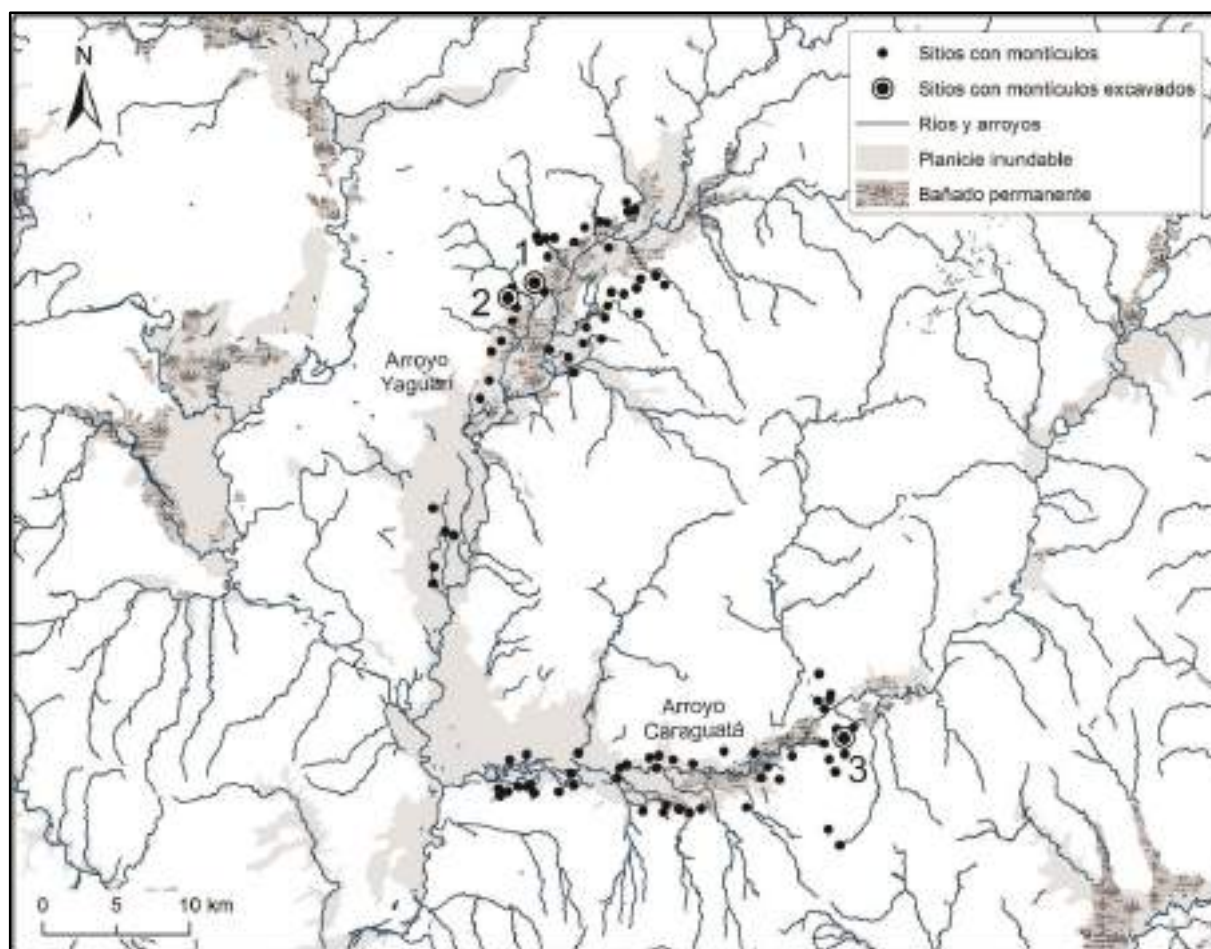 N
Sitios con montículos
Sitios con montículos excavados
Ríos y arroyos
Planicie inundable
Bañado permanente
1
2
Arroyo
Yaguarí
Arroyo
Caraguatá
3
0 5 10 km